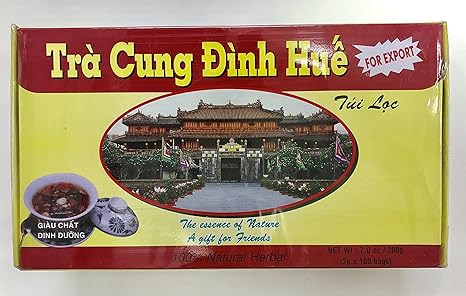 Trà Cung Đình Huế
FOR EXPORT
Túi Lọc
GIÀU CHẤT
DINH DƯỠNG
The essence of Nature
A gift for Friends
100% Natural Herbal
NET WT : 7.0 oz / 200g
(2g x 100 bags)